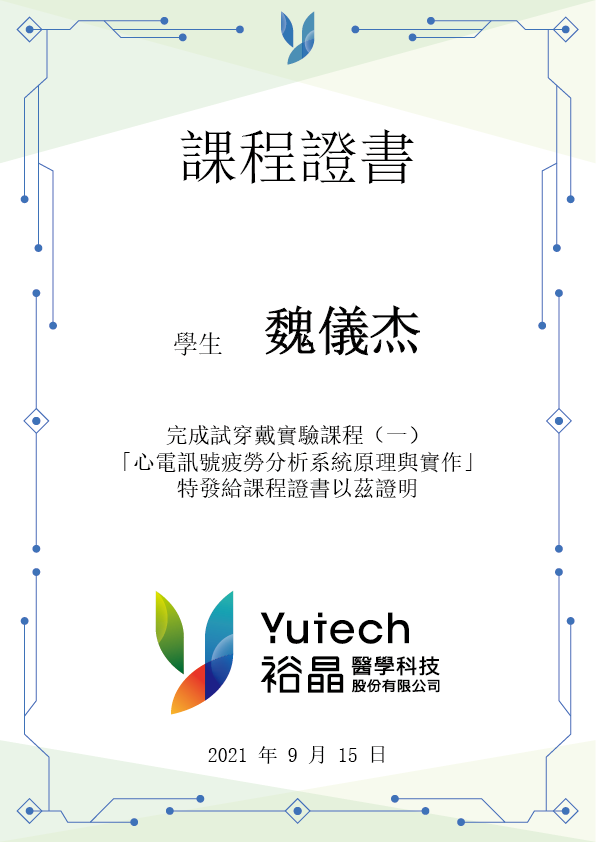 課程證書
學生 魏儀杰
完成試穿戴實驗課程（一）
「心電訊號疲勞分析系統原理與實作」
特發給課程證書以茲證明
Yutech
裕晶 醫學科技
股份有限公司
2021 年 9 月 15 日